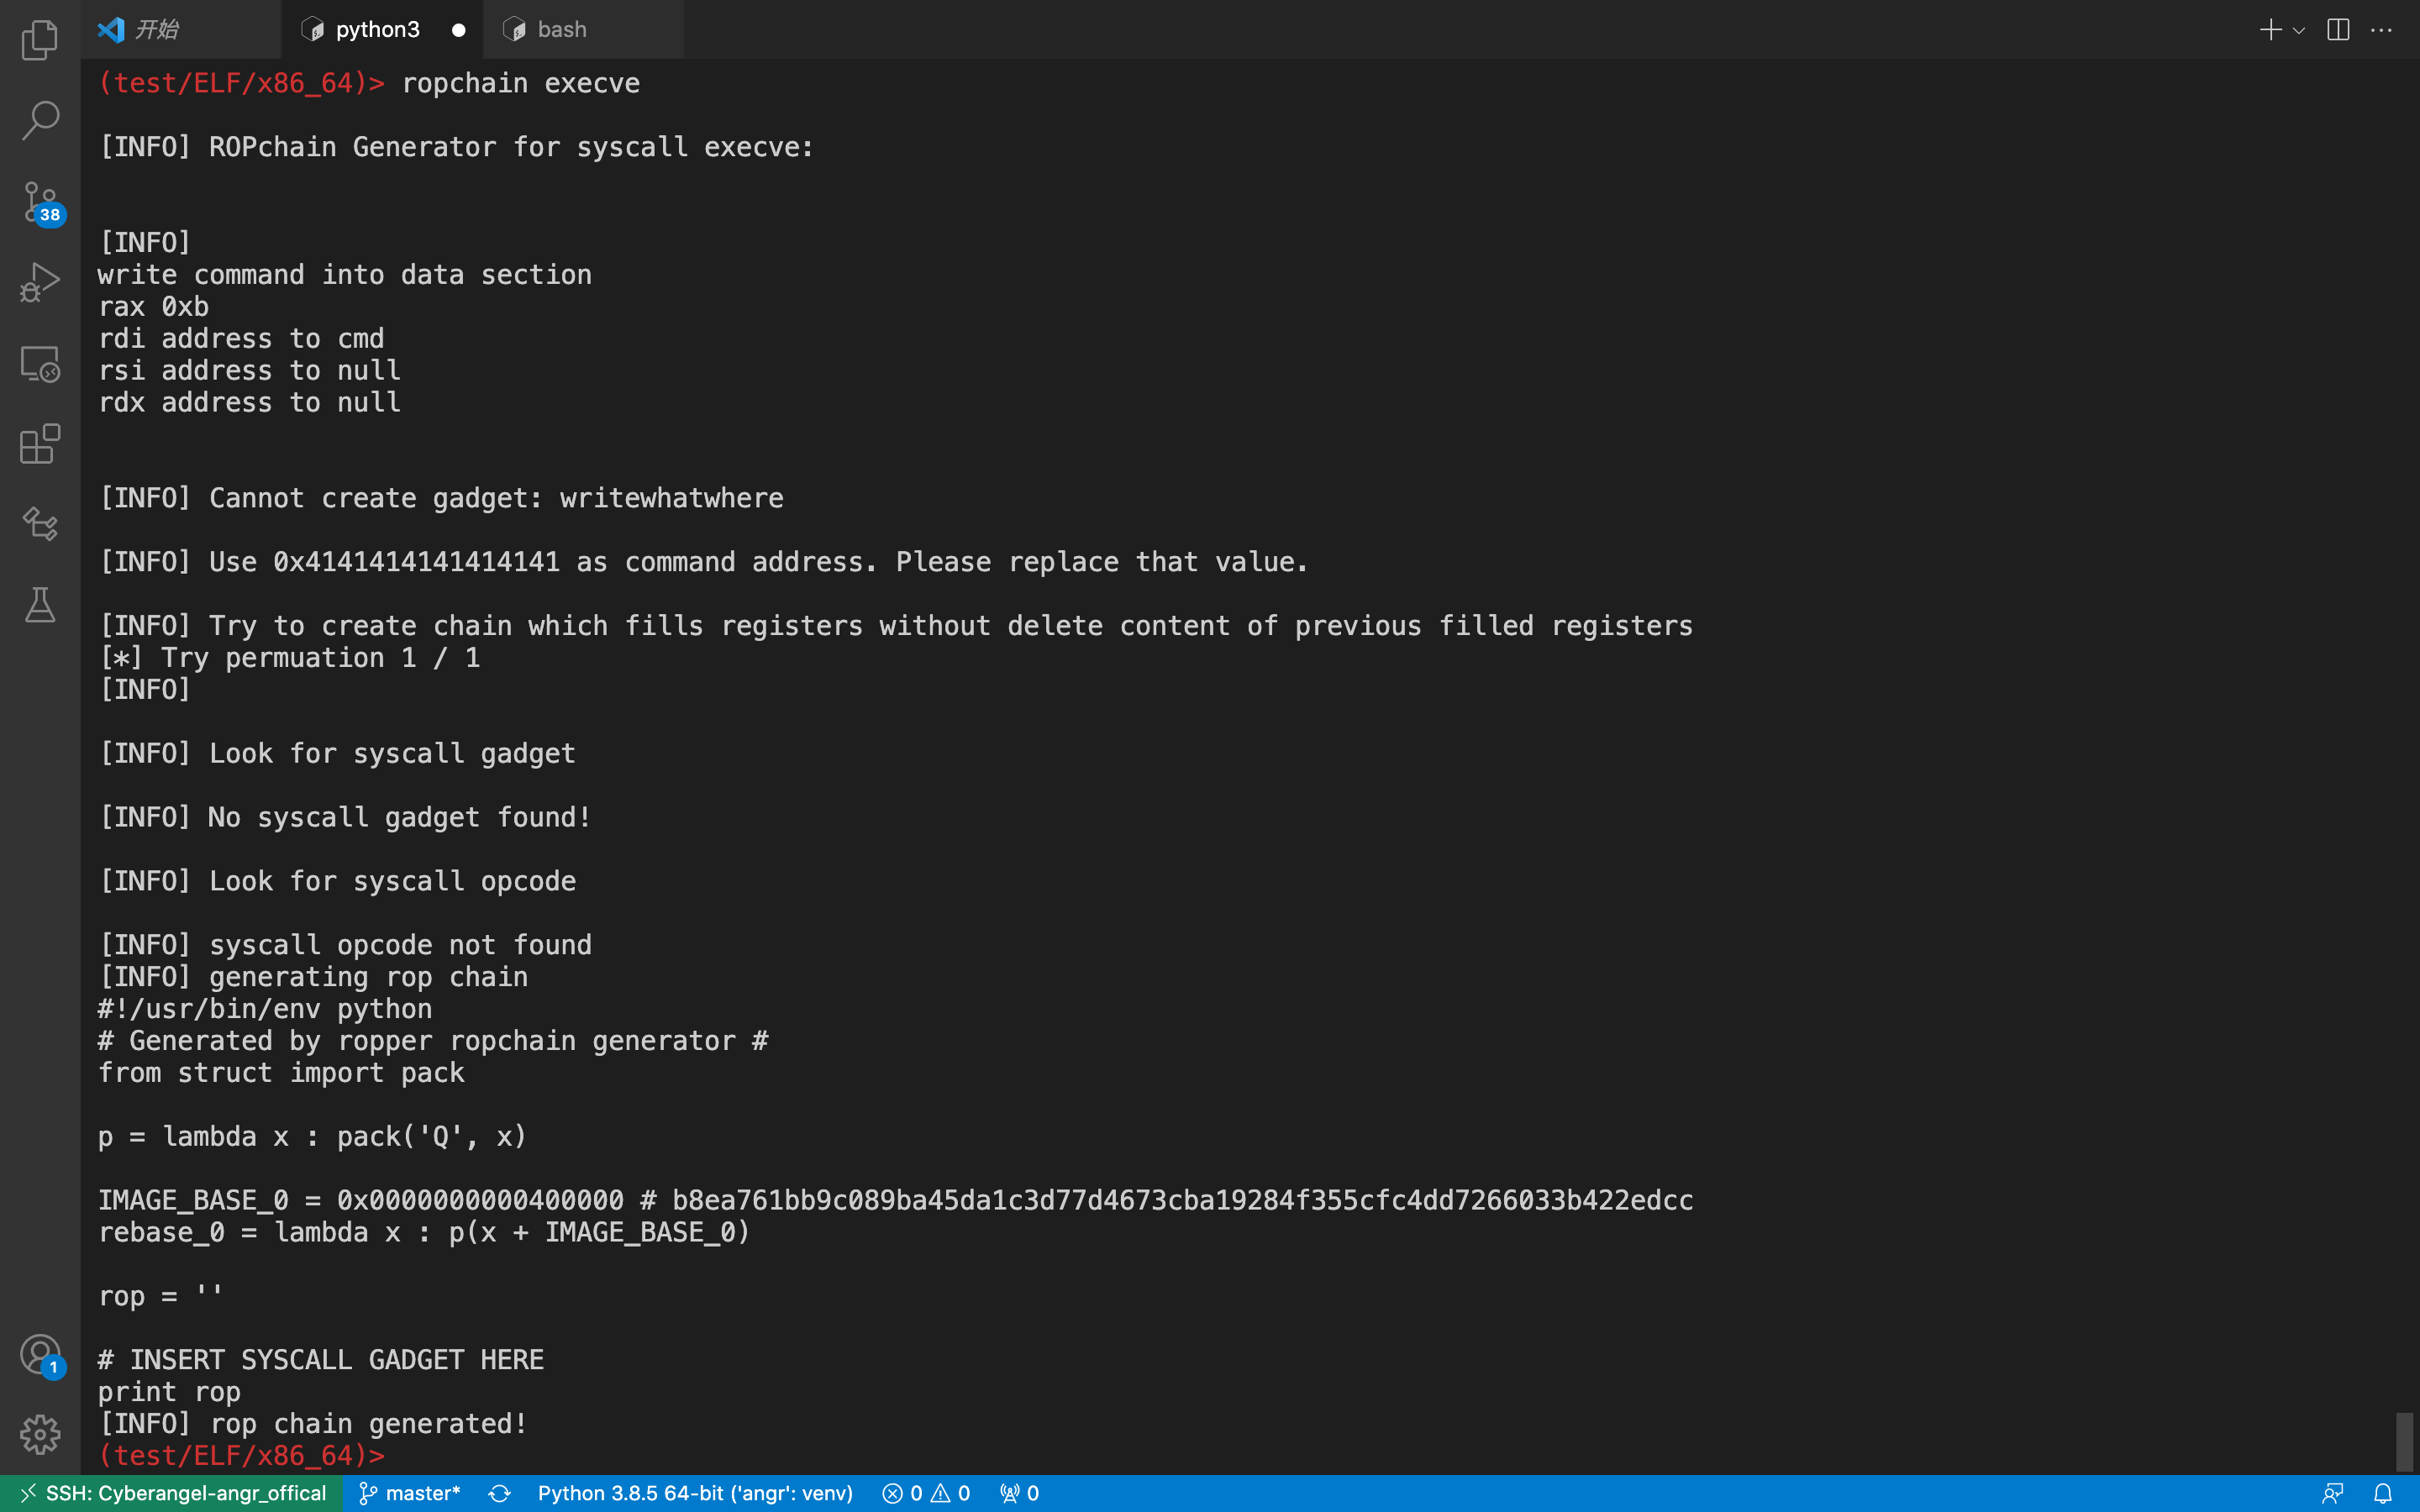 开始
python3
bash
(test/ELF/x86_64)> ropchain execve
[INFO] ROPchain Generator for syscall execve:
[INFO]
write command into data section
rax 0xb
rdi address to cmd
rsi address to null
rdx address to null
[INFO] Cannot create gadget: writewhatwhere
[INFO] Use 0x4141414141414141 as command address. Please replace that value.
[INFO] Try to create chain which fills registers without delete content of previous filled registers
[*] Try permuation 1 / 1
[INFO]
[INFO] Look for syscall gadget
[INFO] No syscall gadget found!
[INFO] Look for syscall opcode
[INFO] syscall opcode not found
[INFO] generating rop chain
#!/usr/bin/env python
# Generated by ropper ropchain generator #
from struct import pack
p = lambda x : pack('Q', x)
IMAGE_BASE_0 = 0x0000000000400000 # b8ea761bb9c089ba45da1c3d77d4673cba19284f355cfc4dd7266033b422edcc
rebase_0 = lambda x : p(x + IMAGE_BASE_0)
rop = ''
# INSERT SYSCALL GADGET HERE
print rop
[INFO] rop chain generated!
(test/ELF/x86_64)>
38
1
SSH: Cyberangel-angr_offical
master*
Python 3.8.5 64-bit ('angr': venv)
0
0
0